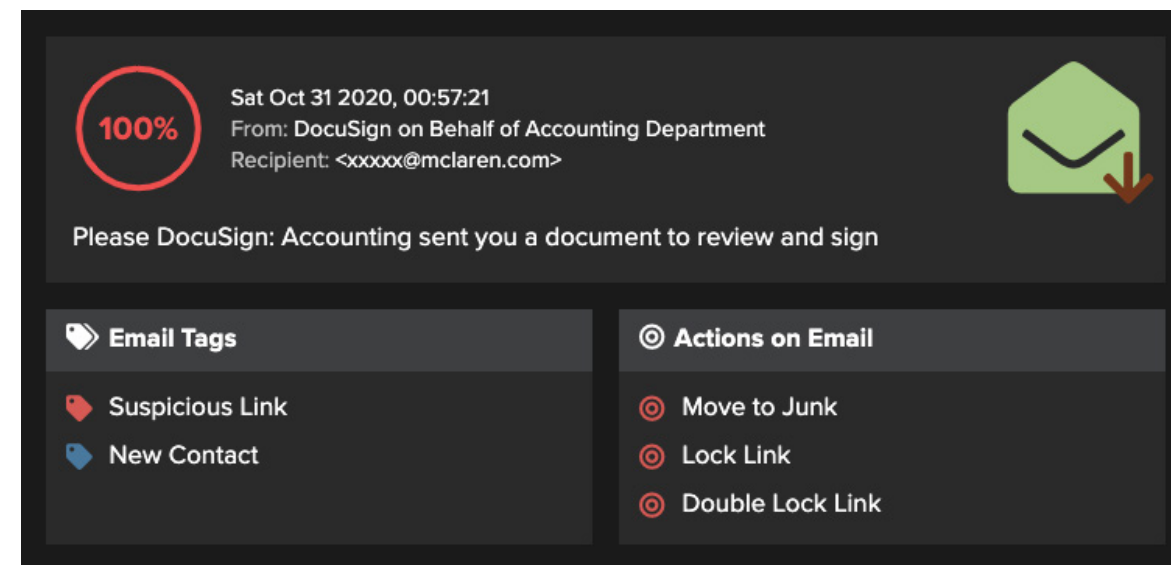 100%
Sat Oct 31 2020, 00:57:21
From: DocuSign on Behalf of Accounting Department
Recipient: <xxxxx@mclaren.com>
Please DocuSign: Accounting sent you a document to review and sign
Email Tags
Suspicious Link
New Contact
Actions on Email
Move to Junk
Lock Link
Double Lock Link